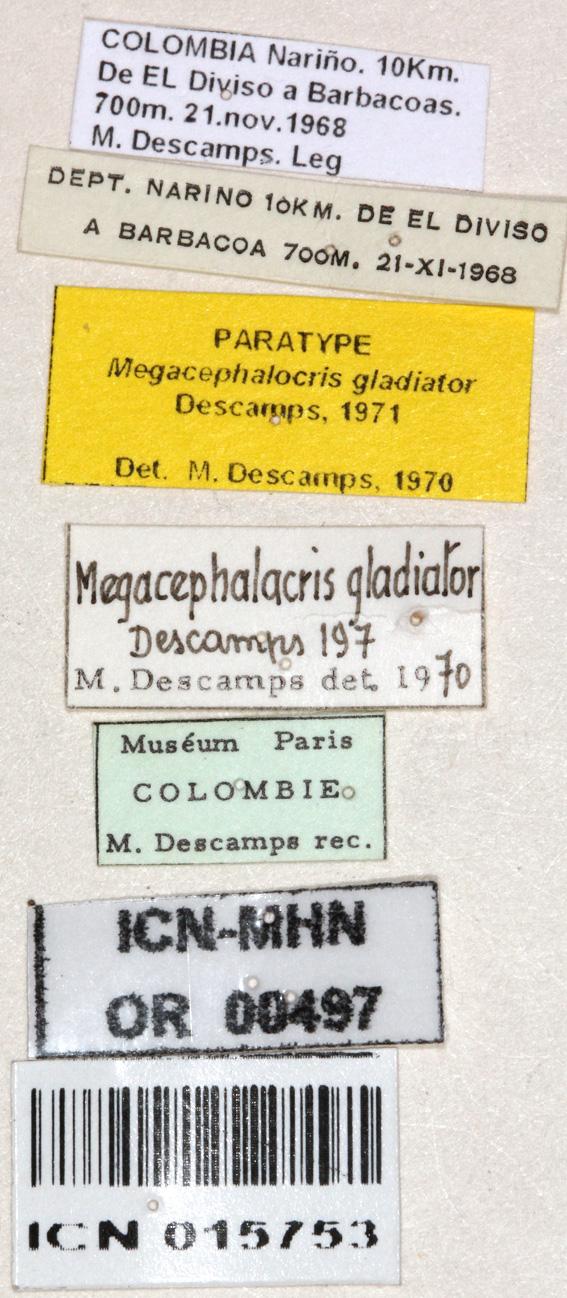 COLOMBIA Nariño. 10Km.
De EL Diviso a Barbacoas.
700m. 21.nov.1968
M. Descamps. Leg
DEPT. NARINO 10KM. DE EL DIVISO
A BARBACOA 700M. 21-XI-1968
PARATYPE
Megacephalocris gladiator
Descamps, 1971
Det. M. Descamps, 1970
Megacephalacris gladiator
Descamps 197
M. Descamps det. 1970
Muséum Paris
COLOMBIE
M. Descamps rec.
ICN-MHN
OR 00497
ICN 015753